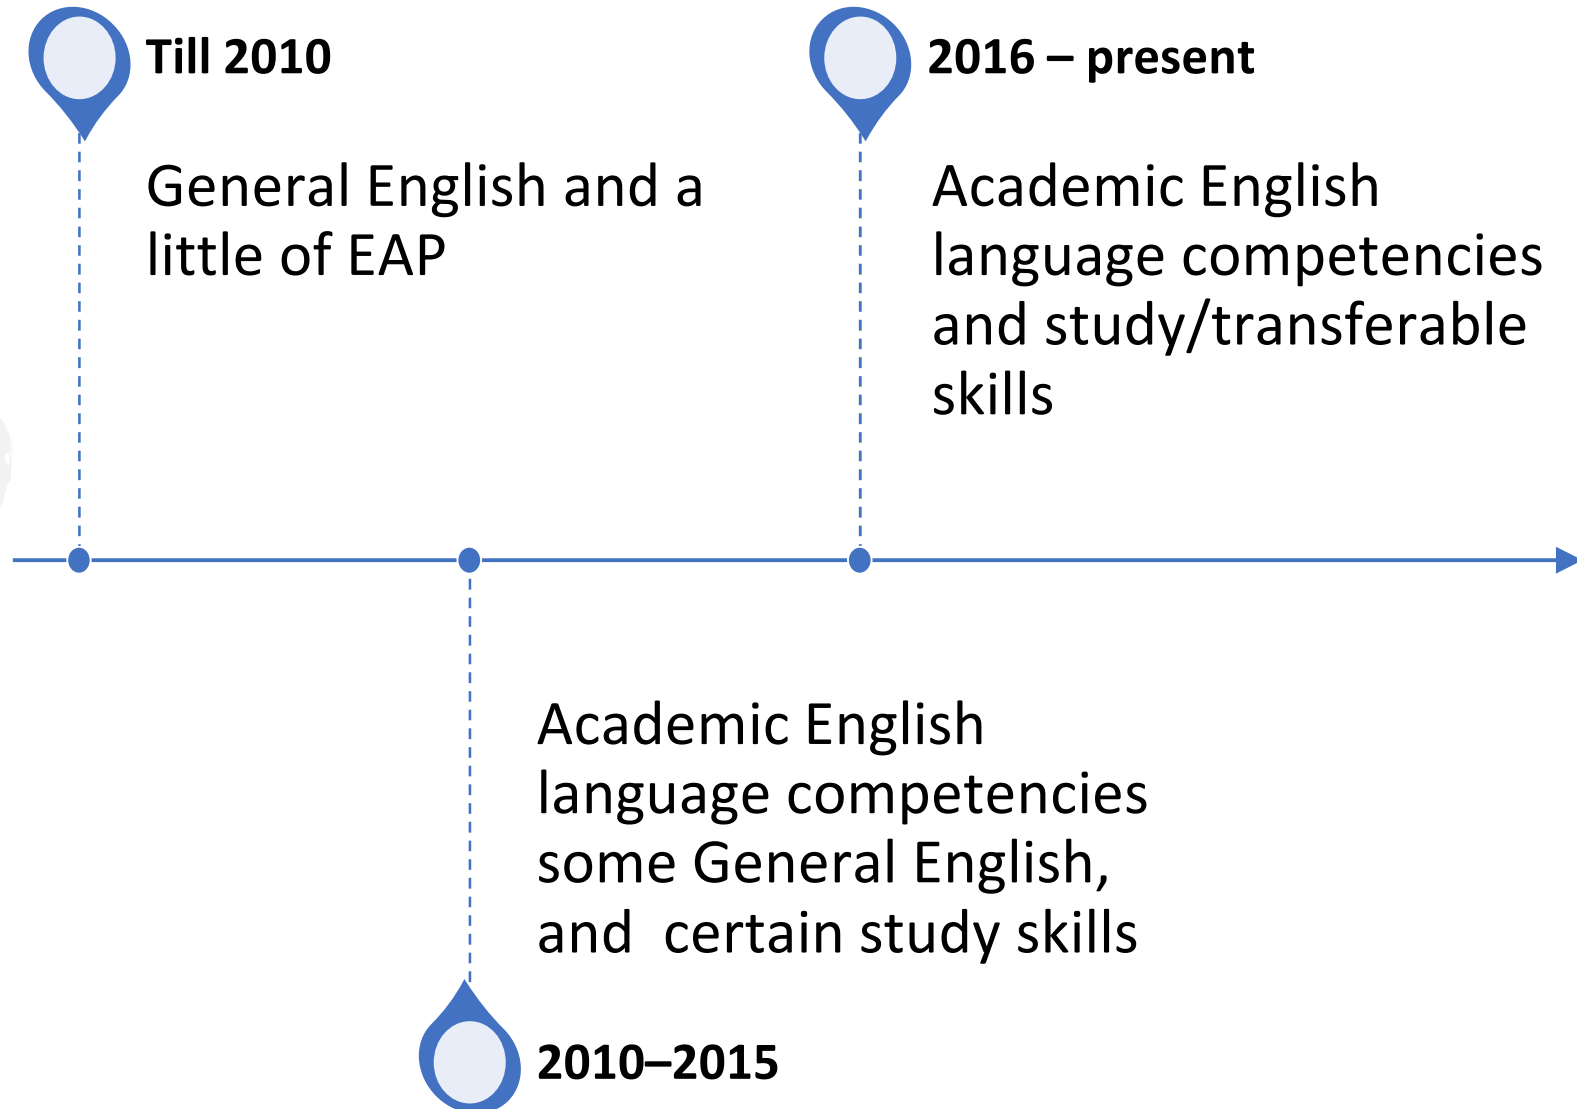 Till 2010
General English and a
little of EAP
2016 – present
Academic English
language competencies
and study/transferable
skills
Academic English
language competencies
some General English,
and  certain study skills
2010–2015